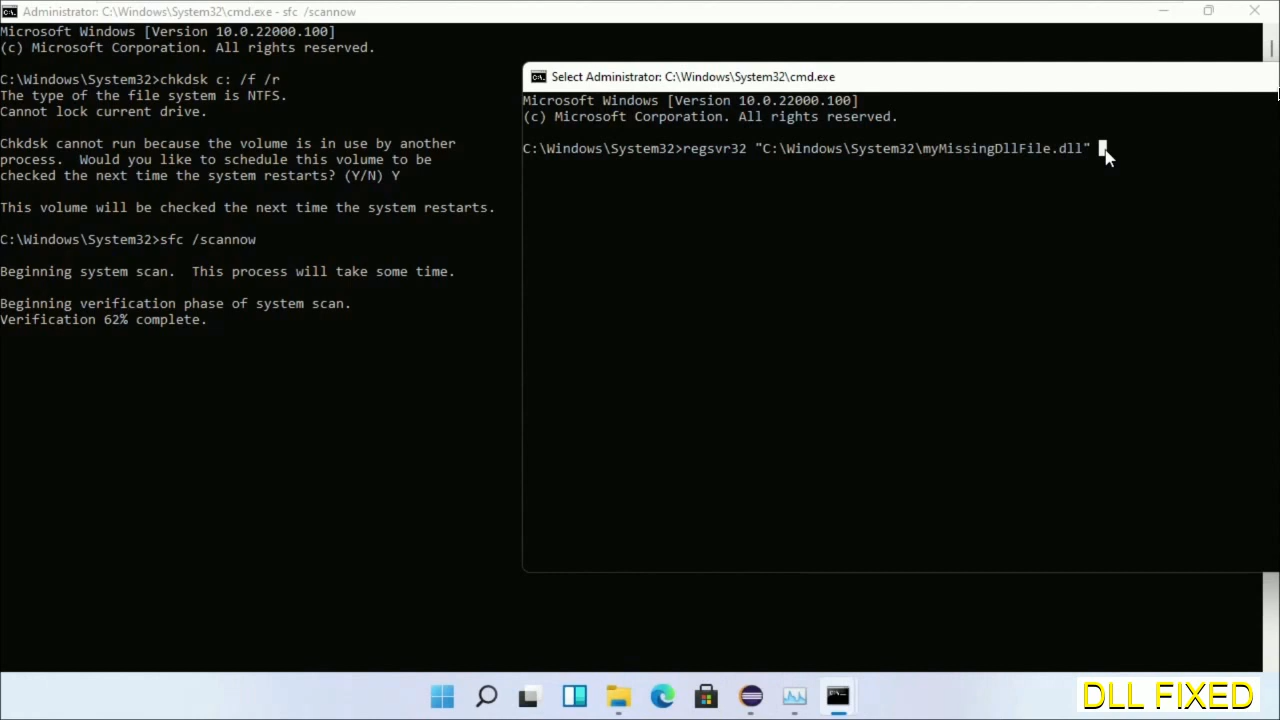 Administrator: C:\Windows\System32\cmd.exe - sfc /scannow
Microsoft Windows [Version 10.0.22000.100]
(c) Microsoft Corporation. All rights reserved.
C:\Windows\System32>chkdsk c: /f /r
The type of the file system is NTFS.
Cannot lock current drive.
Chkdsk cannot run because the volume is in use by another
process.  Would you like to schedule this volume to be
checked the next time the system restarts? (Y/N) Y
This volume will be checked the next time the system restarts.
C:\Windows\System32>sfc /scannow
Beginning system scan.  This process will take some time.
Beginning verification phase of system scan.
Verification 62% complete.
Select Administrator: C:\Windows\System32\cmd.exe
Microsoft Windows [Version 10.0.22000.100]
(c) Microsoft Corporation. All rights reserved.
C:\Windows\System32>regsvr32 "C:\Windows\System32\myMissingDllFile.dll"
DLL FIXED